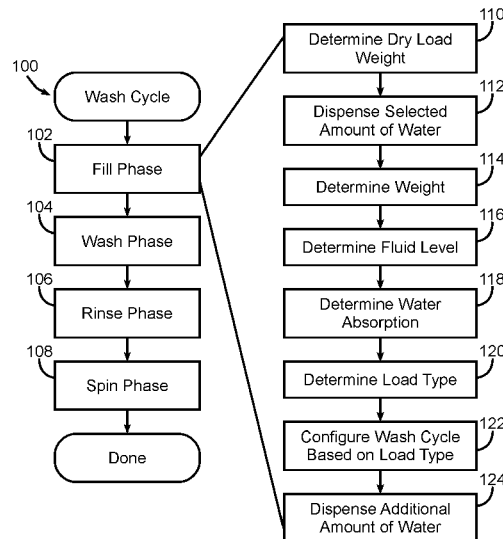 100
Wash Cycle
102
Fill Phase
104
Wash Phase
106
Rinse Phase
108
Spin Phase
Done
110
Determine Dry Load
Weight
112
Dispense Selected
Amount of Water
114
Determine Weight
116
Determine Fluid Level
118
Determine Water
Absorption
120
Determine Load Type
122
Configure Wash Cycle
Based on Load Type
124
Dispense Additional
Amount of Water